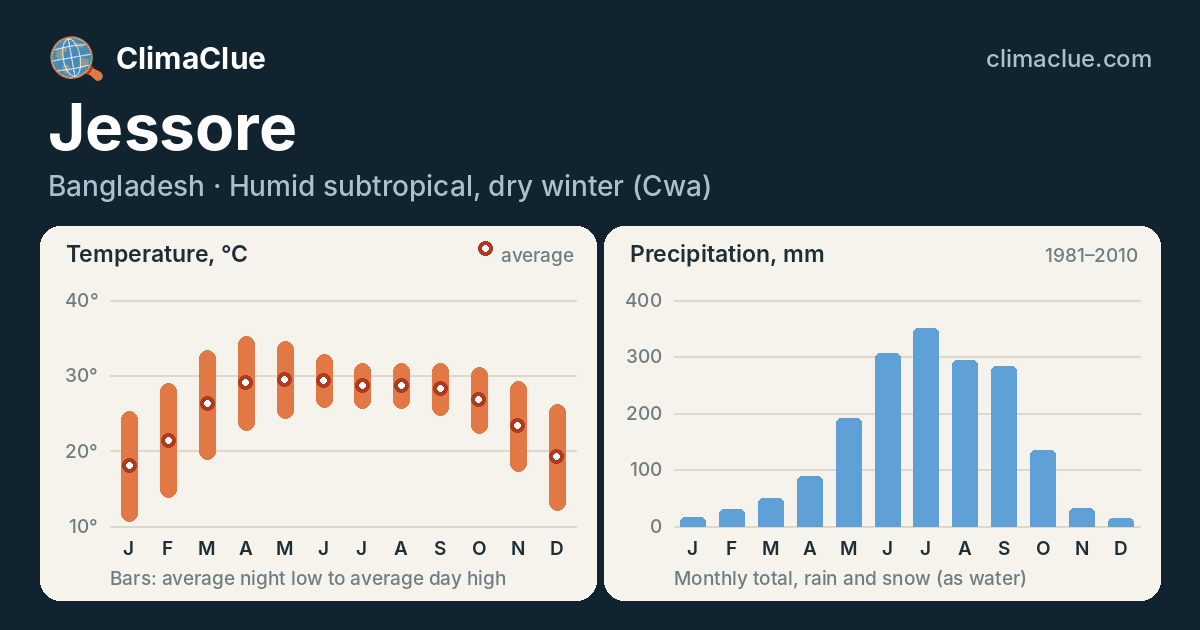 ClimaClue
climaclue.com
Jessore
Bangladesh · Humid subtropical, dry winter (Cwa)
Temperature, °C
average
40°
30°
20°
10°
J F M A M J J A S O N D
Bars: average night low to average day high
Precipitation, mm
1981–2010
400
300
200
100
0
J F M A M J J A S O N D
Monthly total, rain and snow (as water)